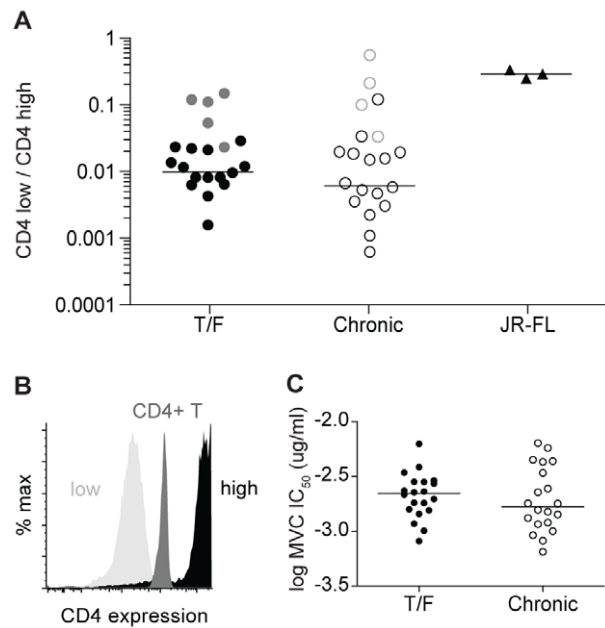 A
CD4 low / CD4 high
1
0.1
0.01
0.001
0.0001
T/F
Chronic
JR-FL
B
CD4+ T
low
high
% max
CD4 expression
C
log MVC IC50 (ug/ml)
-2.0
-2.5
-3.0
-3.5
T/F
Chronic